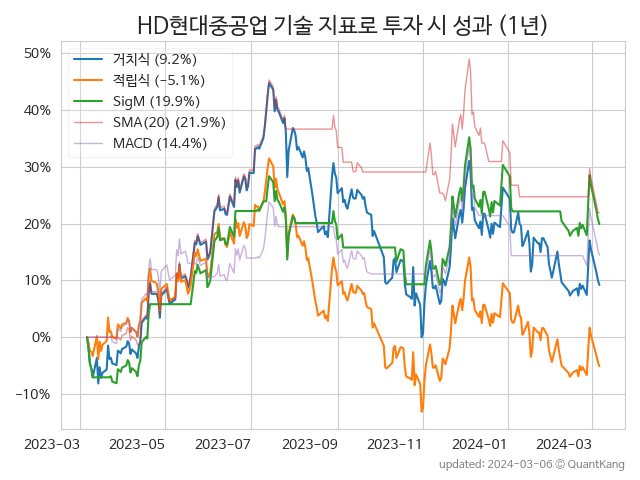 HD현대중공업 기술 지표로 투자 시 성과 (1년)
50%
40%
30%
20%
10%
0%
−10%
거치식 (9.2%)
적립식 (−5.1%)
SigM (19.9%)
SMA(20) (21.9%)
MACD (14.4%)
2023-03
2023-05
2023-07
2023-09
2023-11
2024-01
2024-03
updated: 2024-03-06 © QuantKang